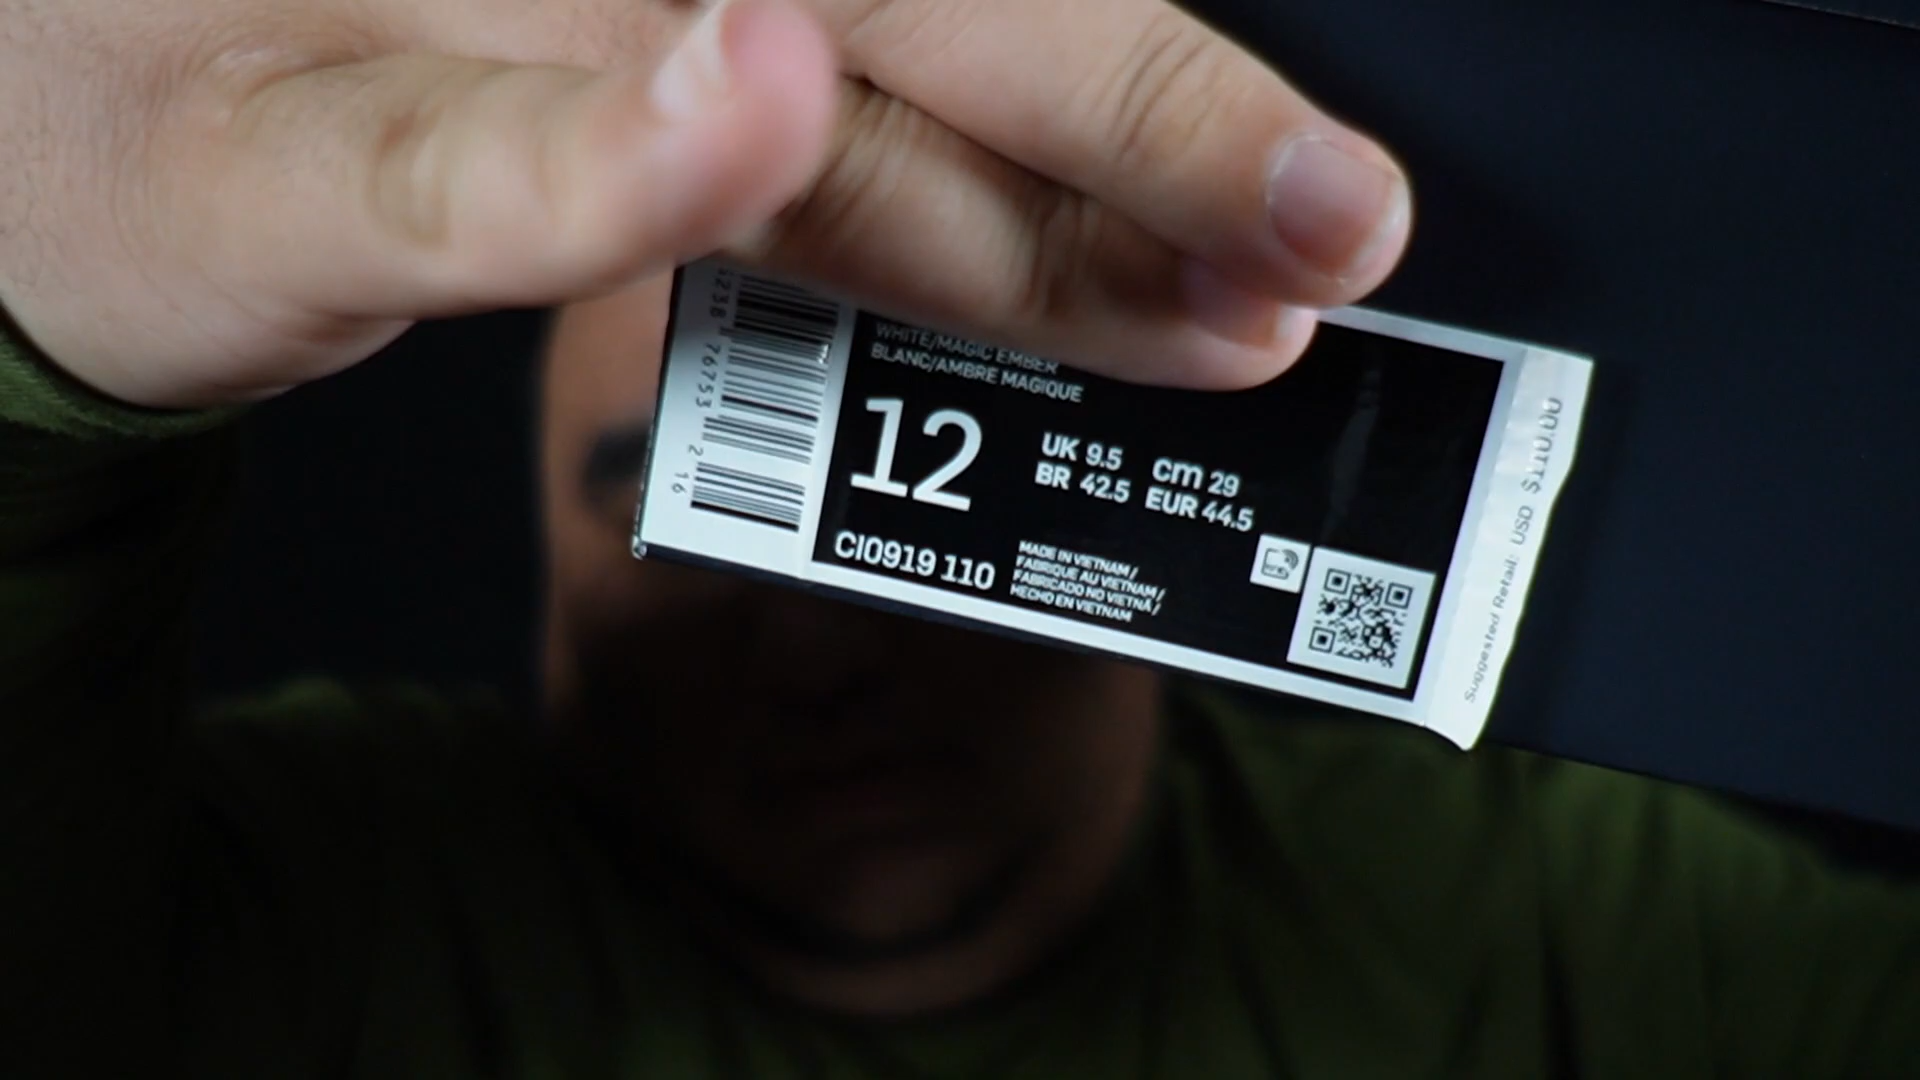 WHITE/MAGIC EMBER
BLANC/AMBRE MAGIQUE
12
UK 9.5
cm 29
BR 42.5
EUR 44.5
CI0919 110
MADE IN VIETNAM /
FABRIQUE AU VIETNAM /
FABRICADO NO VIETNÃ /
HECHO EN VIETNAM
238 76753 2
16
Suggested Retail: USD $110.00